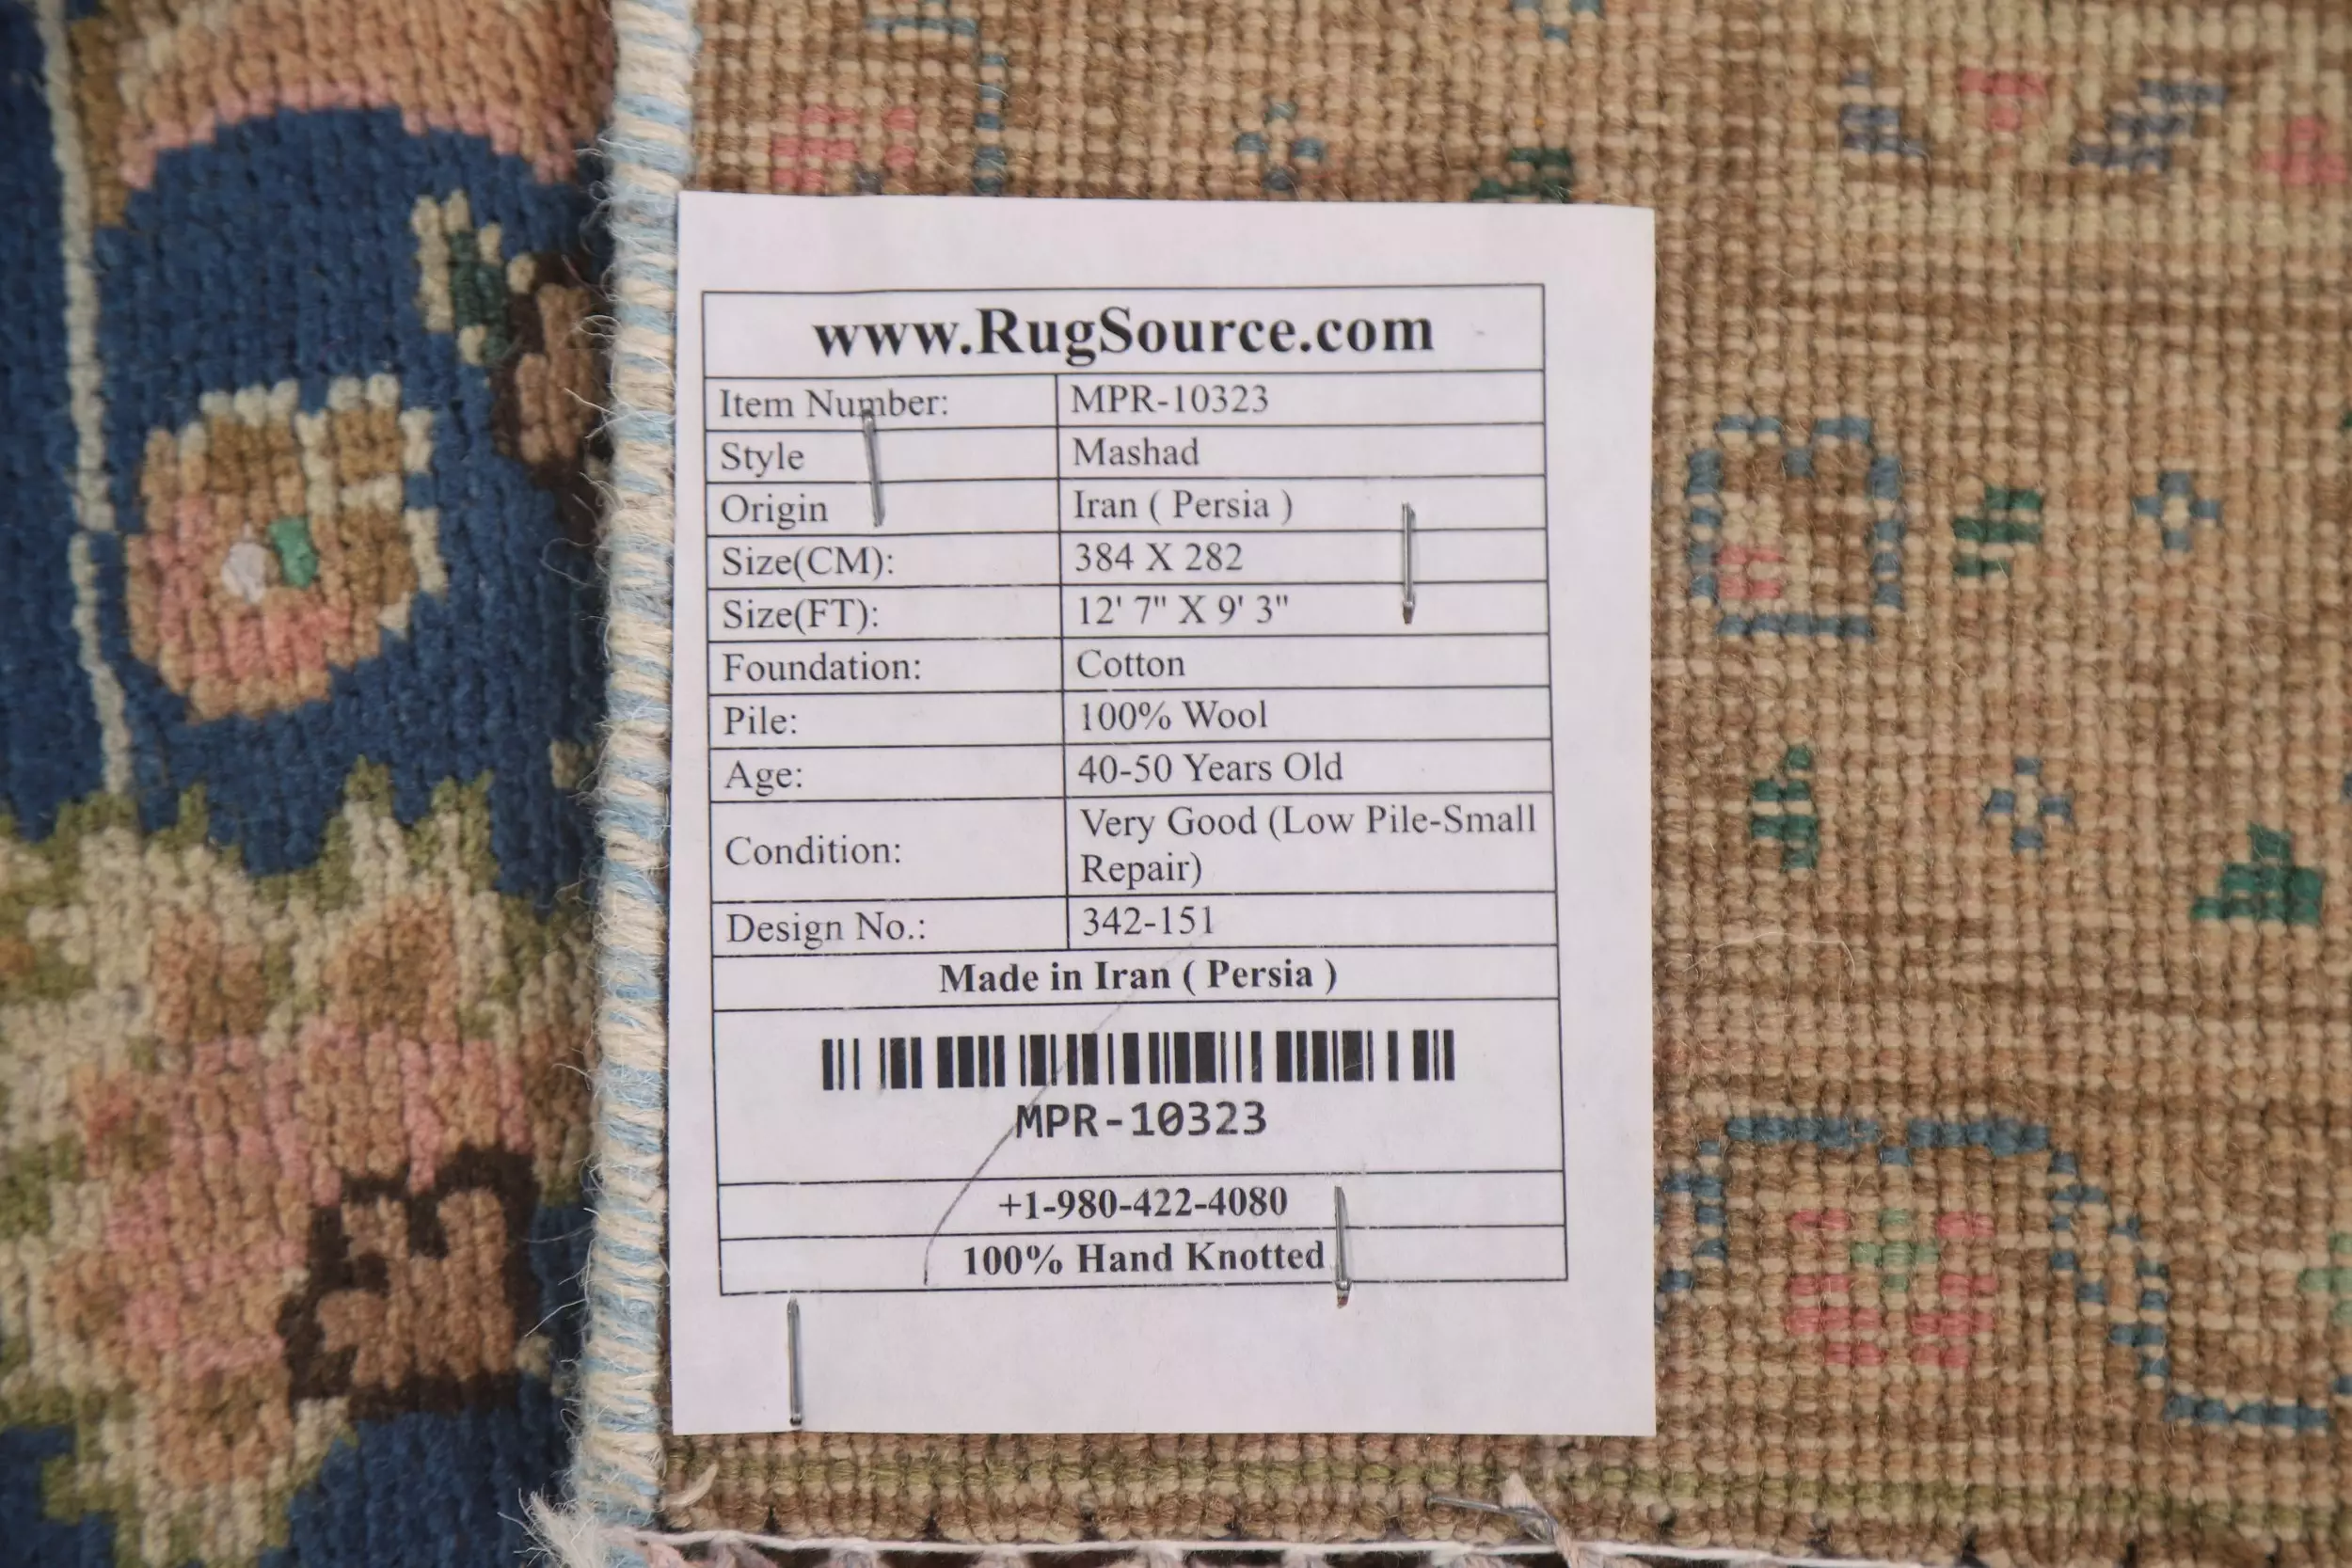 www.RugSource.com
Item Number: MPR-10323
Style Mashad
Origin Iran ( Persia )
Size(CM): 384 X 282
Size(FT): 12' 7" X 9' 3"
Foundation: Cotton
Pile: 100% Wool
Age: 40-50 Years Old
Condition: Very Good (Low Pile-Small
Repair)
Design No.: 342-151
Made in Iran ( Persia )
MPR-10323
+1-980-422-4080
100% Hand Knotted